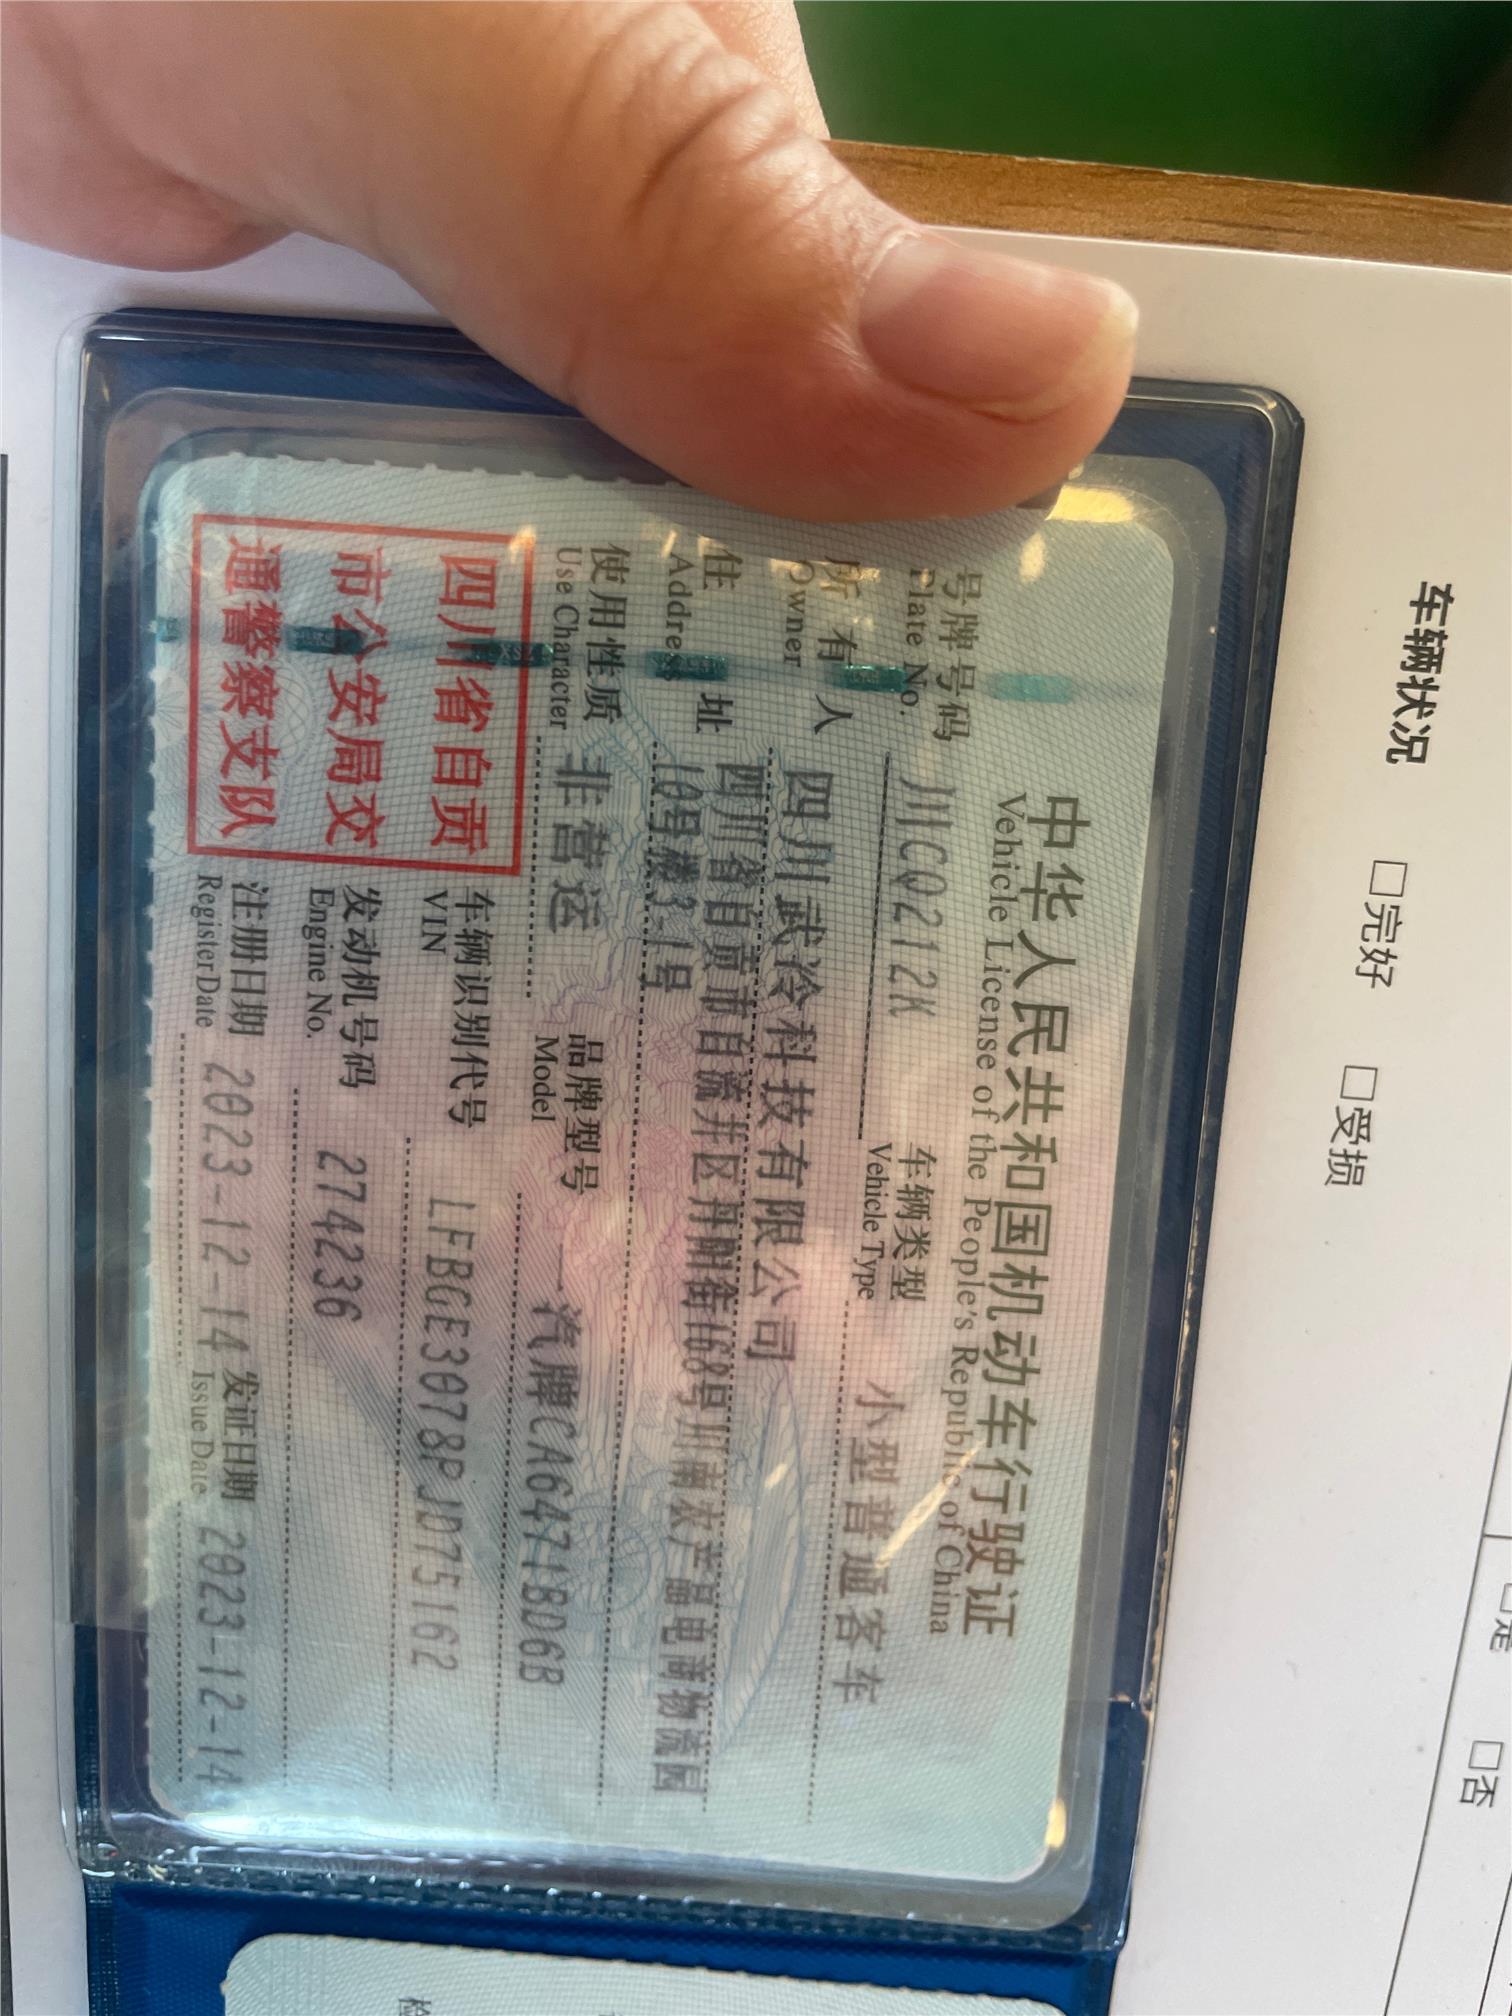 车辆状况 □完好 □受损
□是 □否
中华人民共和国机动车行驶证
Vehicle License of the People's Republic of China
号牌号码 川CQ212K 车辆类型 小型普通客车
Plate No. Vehicle Type
所有人 四川武冷科技有限公司
Owner
住址 四川省自贡市自流井区丹阳街168号川南农产品电商物流园
Address 10号楼31号
使用性质 非营运 品牌型号 一汽牌CA6471BD6B
Use Character Model
四川省自贡
市公安局交
通警察支队
车辆识别代号 LFBGE3078PJD75162
VIN
发动机号码 274236
Engine No.
注册日期 2023-12-14 发证日期 2023-12-14
Register Date Issue Date